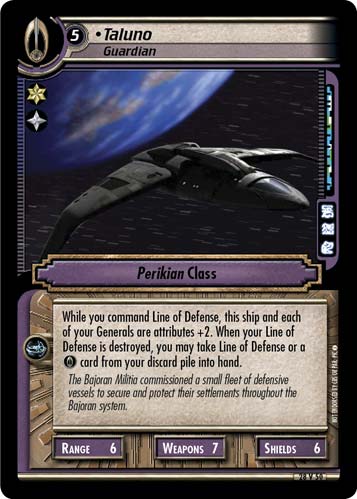 5 • Taluno
Guardian
Perikian Class
While you command Line of Defense, this ship and each
of your Generals are attributes +2. When your Line of
Defense is destroyed, you may take Line of Defense or a
card from your discard pile into hand.
The Bajoran Militia commissioned a small fleet of defensive
vessels to secure and protect their settlements throughout the
Bajoran system.
RANGE 6 WEAPONS 7 SHIELDS 6
28 V 50